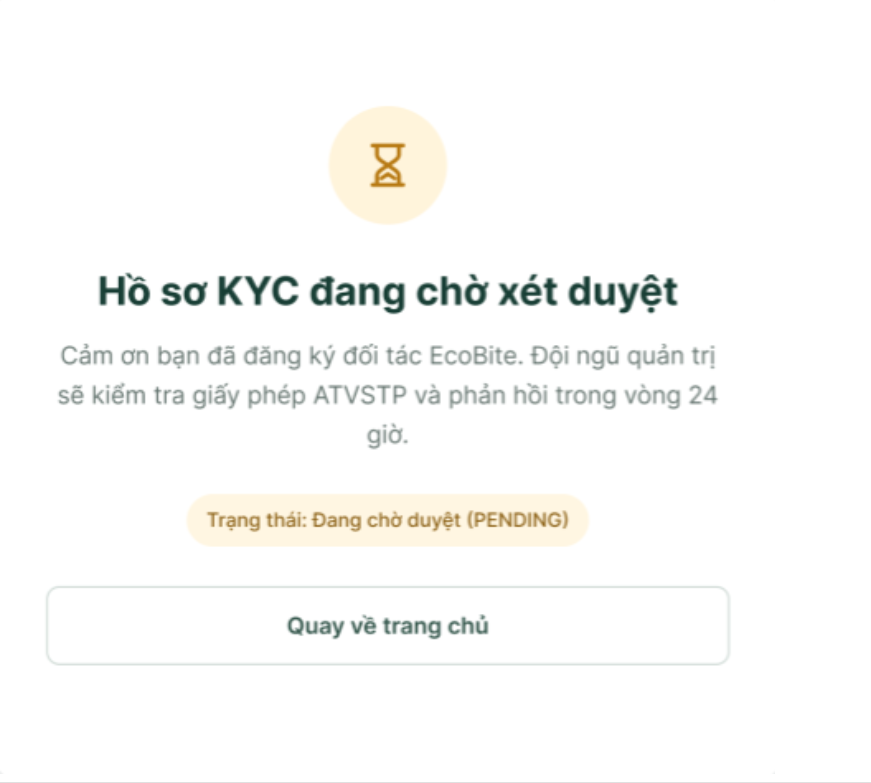 Hồ sơ KYC đang chờ xét duyệt
Cảm ơn bạn đã đăng ký đối tác EcoBite. Đội ngũ quản trị
sẽ kiểm tra giấy phép ATVSTP và phản hồi trong vòng 24
giờ.
Trạng thái: Đang chờ duyệt (PENDING)
Quay về trang chủ